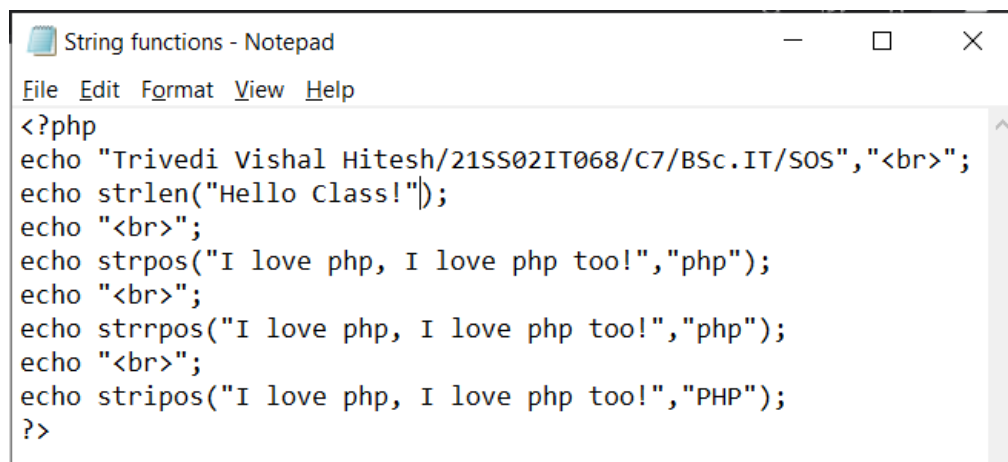 String functions - Notepad
File Edit Format View Help
<?php
echo "Trivedi Vishal Hitesh/21SS02IT068/C7/BSc.IT/SOS","<br>";
echo strlen("Hello Class!");
echo "<br>";
echo strpos("I love php, I love php too!","php");
echo "<br>";
echo strrpos("I love php, I love php too!","php");
echo "<br>";
echo stripos("I love php, I love php too!","PHP");
?>